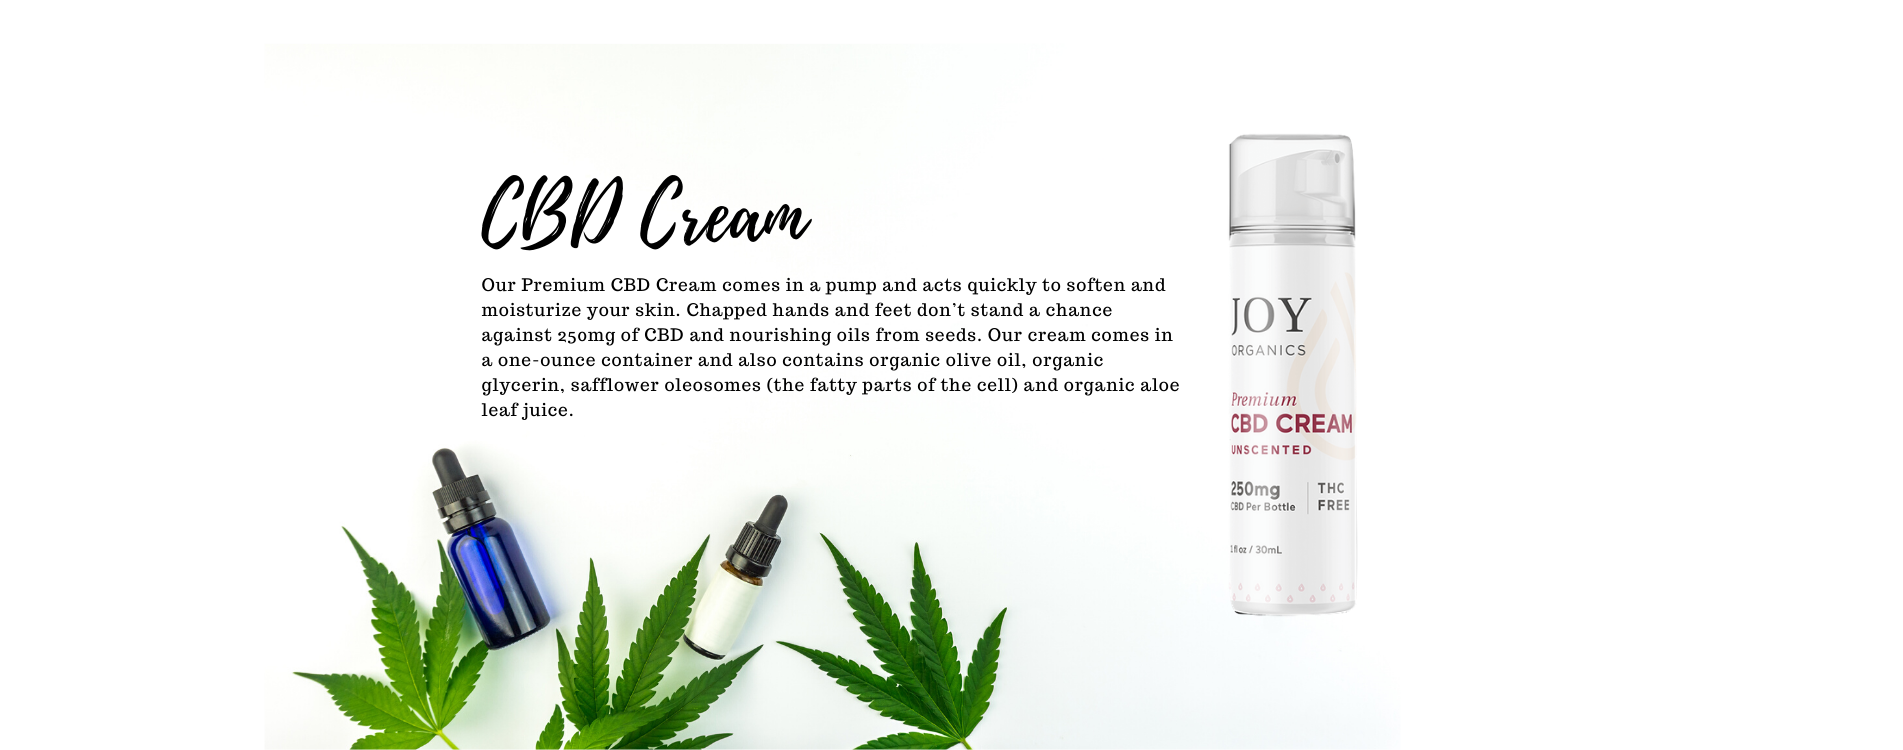 CBD Cream
Our Premium CBD Cream comes in a pump and acts quickly to soften and
moisturize your skin. Chapped hands and feet don’t stand a chance
against 250mg of CBD and nourishing oils from seeds. Our cream comes in
a one-ounce container and also contains organic olive oil, organic
glycerin, safflower oleosomes (the fatty parts of the cell) and organic aloe
leaf juice.
JOY
ORGANICS
Premium
CBD CREAM
UNSCENTED
250mg
CBD Per Bottle
THC
FREE
1 fl oz / 30mL